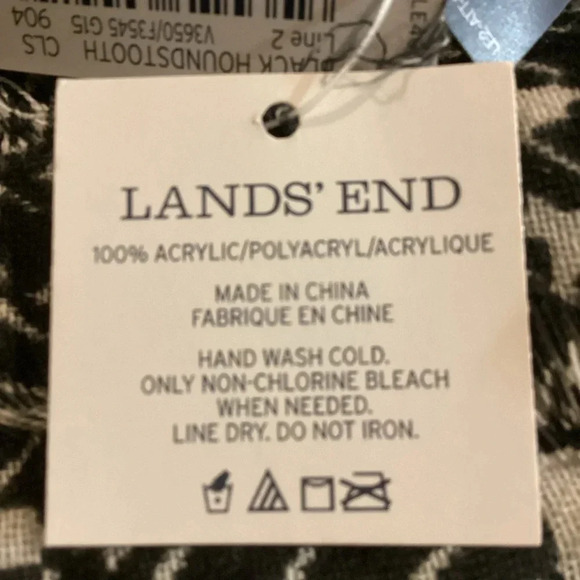 BLACK HOUNDSTOOTH CLS
V3650/F3545 G15 904
Line 2
LANDS' END
100% ACRYLIC/POLYACRYL/ACRYLIQUE
MADE IN CHINA
FABRIQUE EN CHINE
HAND WASH COLD.
ONLY NON-CHLORINE BLEACH
WHEN NEEDED.
LINE DRY. DO NOT IRON.